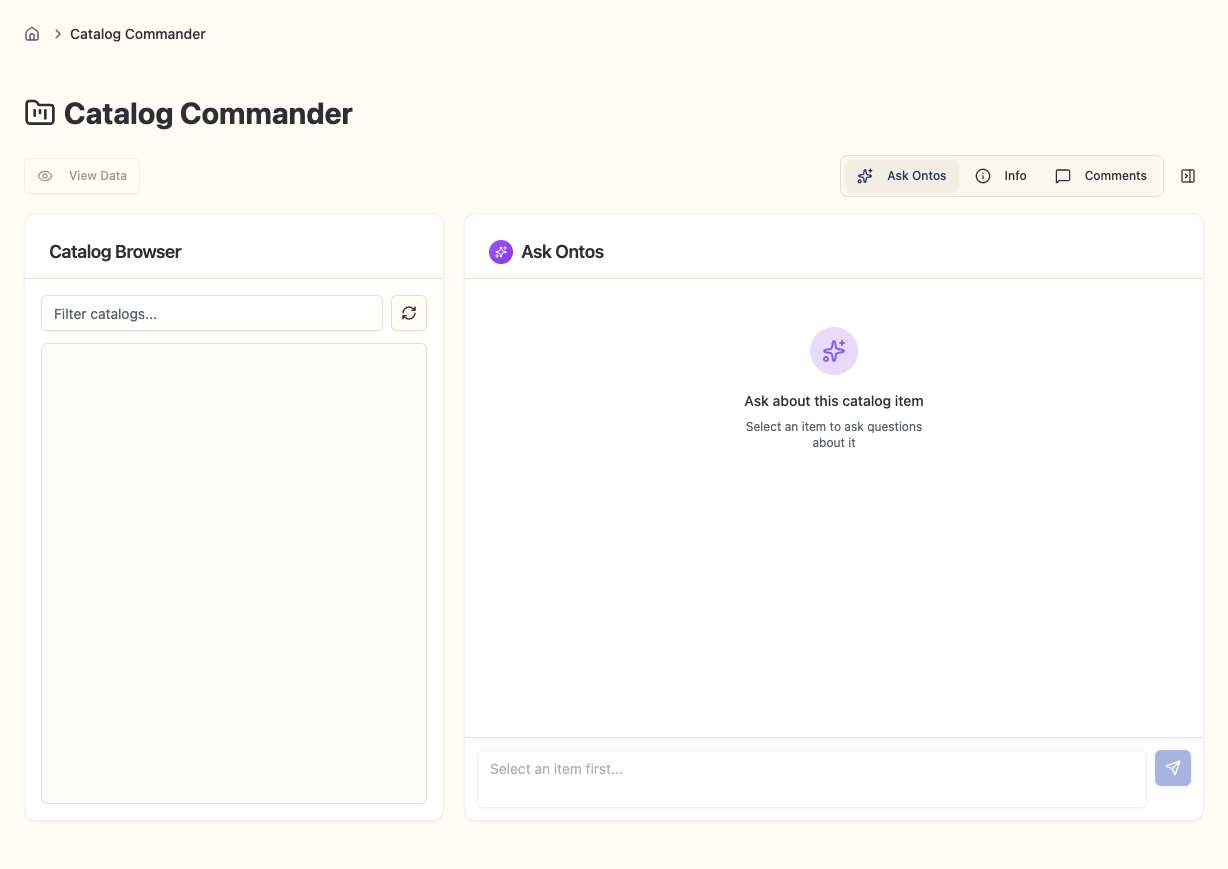 Catalog Commander
Catalog Commander
View Data
Ask Ontos
Info
Comments
Catalog Browser
Filter catalogs...
Ask Ontos
Ask about this catalog item
Select an item to ask questions
about it
Select an item first...